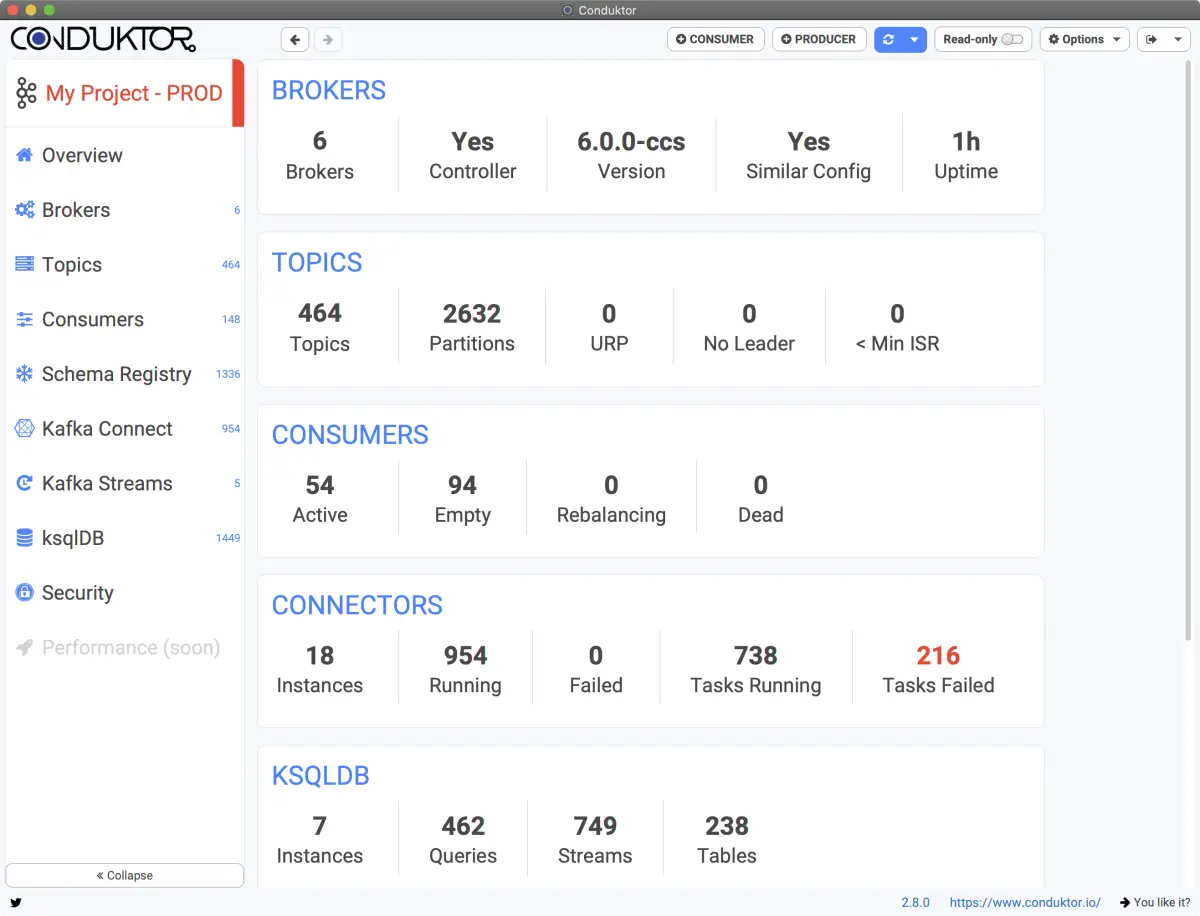 Conduktor
CONDUKTOR
CONSUMER
PRODUCER
Read-only
Options
My Project - PROD
Overview
Brokers 6
Topics 464
Consumers 148
Schema Registry 1336
Kafka Connect 954
Kafka Streams 5
ksqlDB 1449
Security
Performance (soon)
« Collapse
BROKERS
6 Yes 6.0.0-ccs Yes 1h
Brokers Controller Version Similar Config Uptime
TOPICS
464 2632 0 0 0
Topics Partitions URP No Leader < Min ISR
CONSUMERS
54 94 0 0
Active Empty Rebalancing Dead
CONNECTORS
18 954 0 738 216
Instances Running Failed Tasks Running Tasks Failed
KSQLDB
7 462 749 238
Instances Queries Streams Tables
2.8.0 https://www.conduktor.io/ You like it?